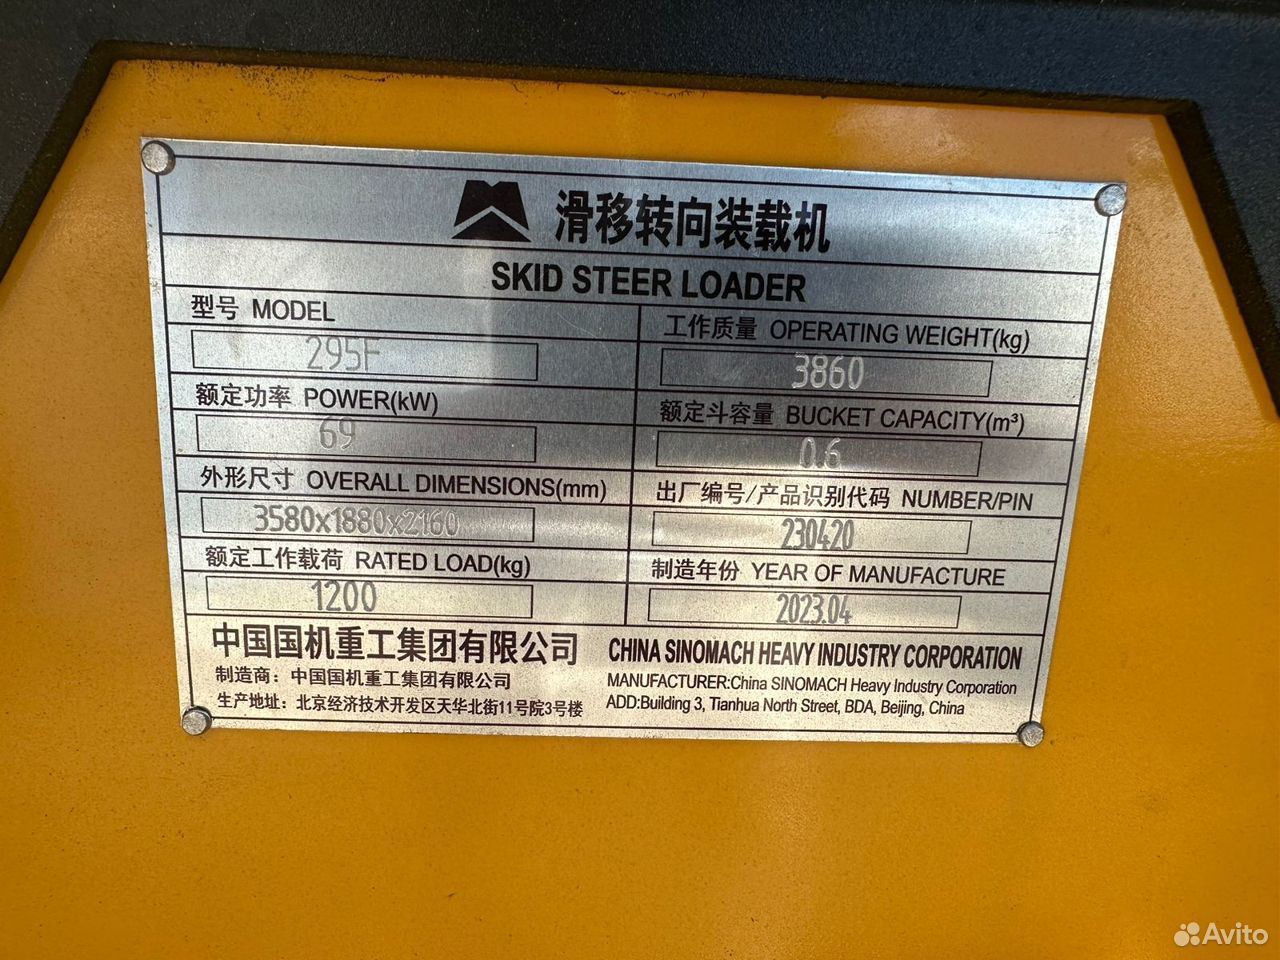 滑移转向装载机
SKID STEER LOADER
型号 MODEL
295F
工作质量 OPERATING WEIGHT(kg)
3860
额定功率 POWER(kW)
69
额定斗容量 BUCKET CAPACITY(m³)
0.6
外形尺寸 OVERALL DIMENSIONS(mm)
3580x1880x2160
出厂编号/产品识别代码 NUMBER/PIN
230420
额定工作载荷 RATED LOAD(kg)
1200
制造年份 YEAR OF MANUFACTURE
2023.04
中国国机重工集团有限公司
制造商：中国国机重工集团有限公司
生产地址：北京经济技术开发区天华北街11号院3号楼
CHINA SINOMACH HEAVY INDUSTRY CORPORATION
MANUFACTURER:China SINOMACH Heavy Industry Corporation
ADD:Building 3, Tianhua North Street, BDA, Beijing, China
Avito